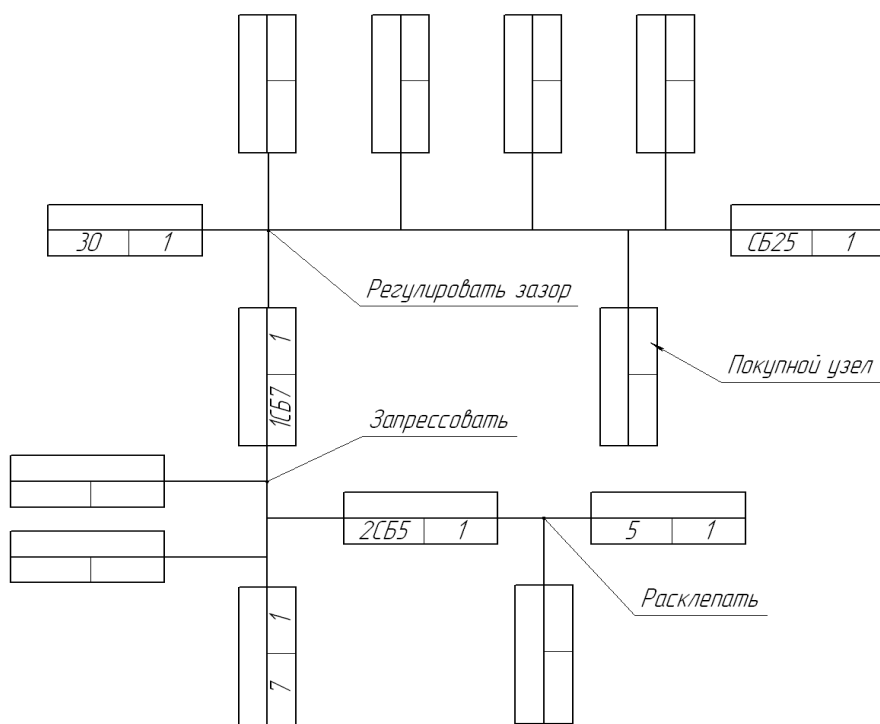 30 1 СБ25 1
Регулировать зазор
1
1СБ7
Покупной узел
Запрессовать
2СБ5 1 5 1
Расклепать
1
7